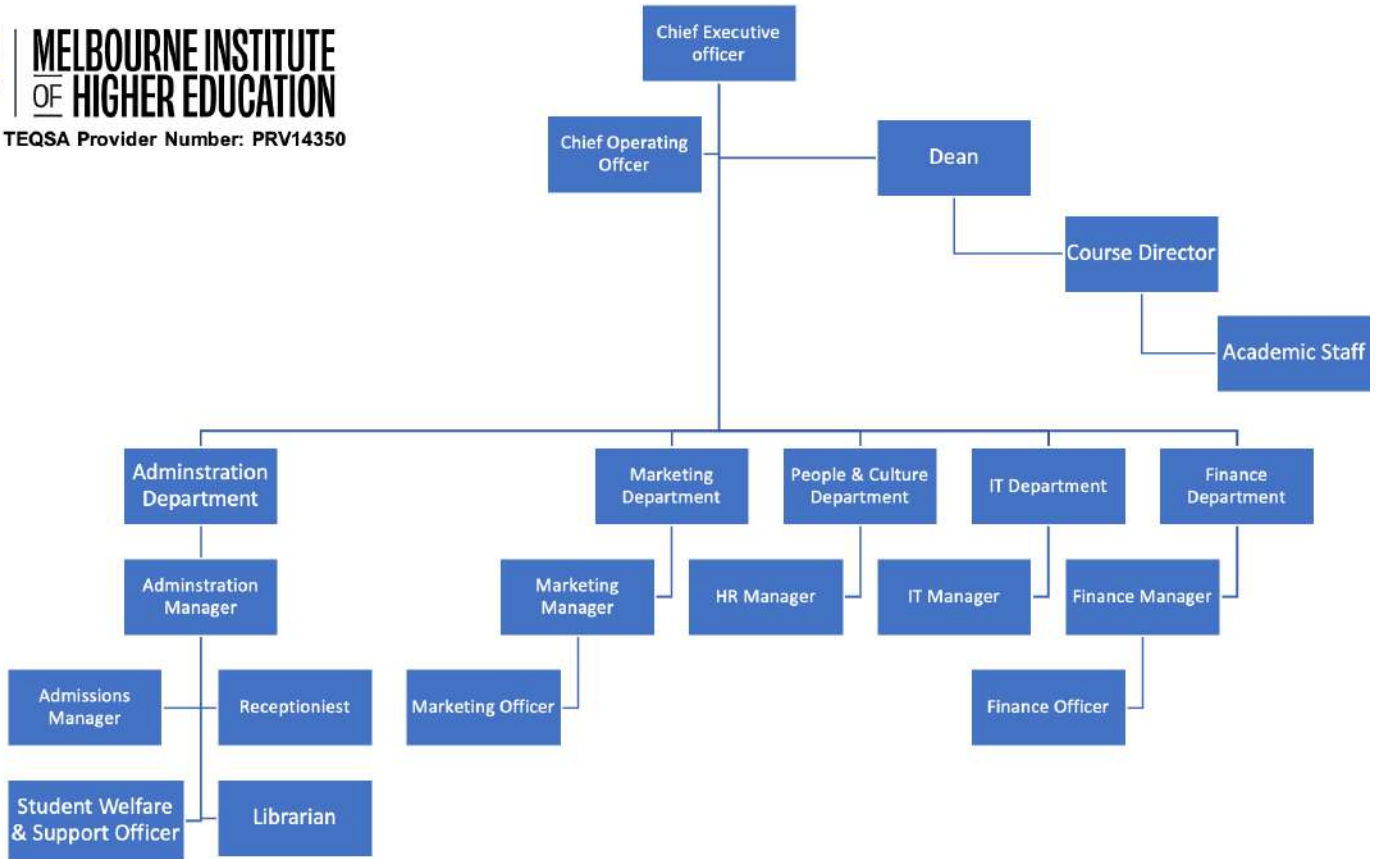 MELBOURNE INSTITUTE
OF HIGHER EDUCATION
TEQSA Provider Number: PRV14350
Chief Executive
officer
Chief Operating
Offcer
Dean
Course Director
Academic Staff
Adminstration
Department
Marketing
Department
People & Culture
Department
IT Department
Finance
Department
Adminstration
Manager
Marketing
Manager
HR Manager
IT Manager
Finance Manager
Admissions
Manager
Receptioniest
Marketing Officer
Finance Officer
Student Welfare
& Support Officer
Librarian